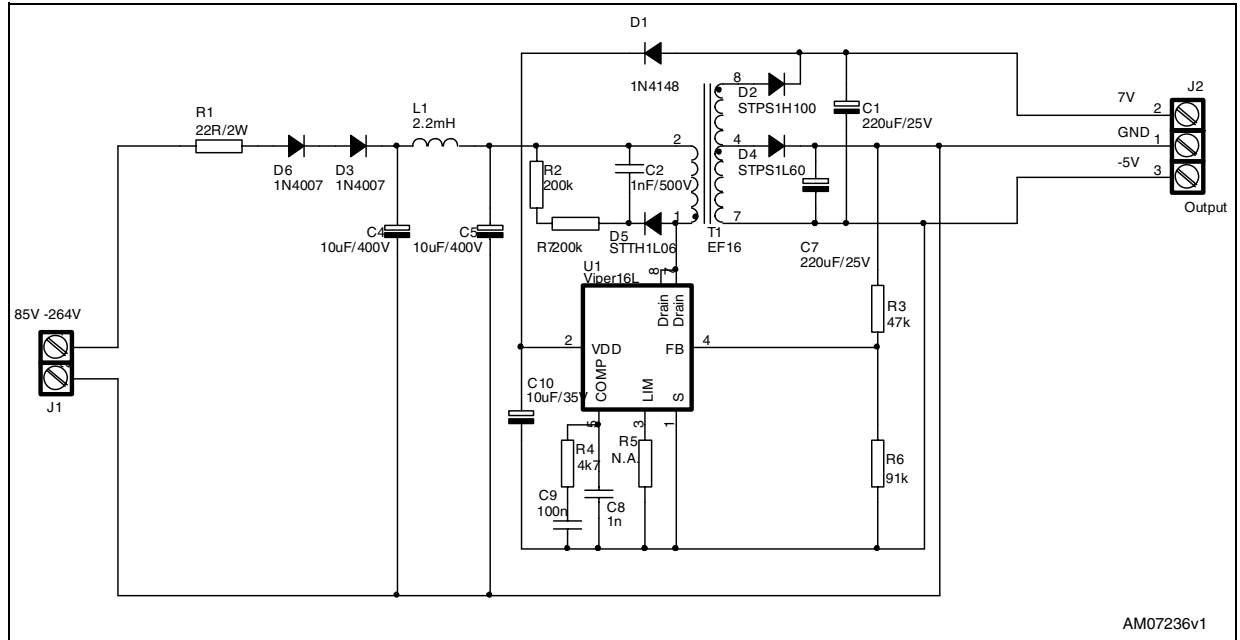 D1
1N4148
8
D2
STPS1H100
C1
220uF/25V
J2
7V
2
GND
1
-5V
3
Output
R1
22R/2W
L1
2.2mH
D6
1N4007
D3
1N4007
2
4
D4
STPS1L60
R2
200k
C2
1nF/500V
1
7
R7
200k
D5
STTH1L06
T1
EF16
C7
220uF/25V
C4
10uF/400V
C5
10uF/400V
U1
Viper16L
8
7
Drain
Drain
R3
47k
85V -264V
J1
2
VDD
FB
4
COMP
LIM
S
C10
10uF/35V
5
3
1
R4
4k7
R5
N.A.
R6
91k
C9
100n
C8
1n
AM07236v1